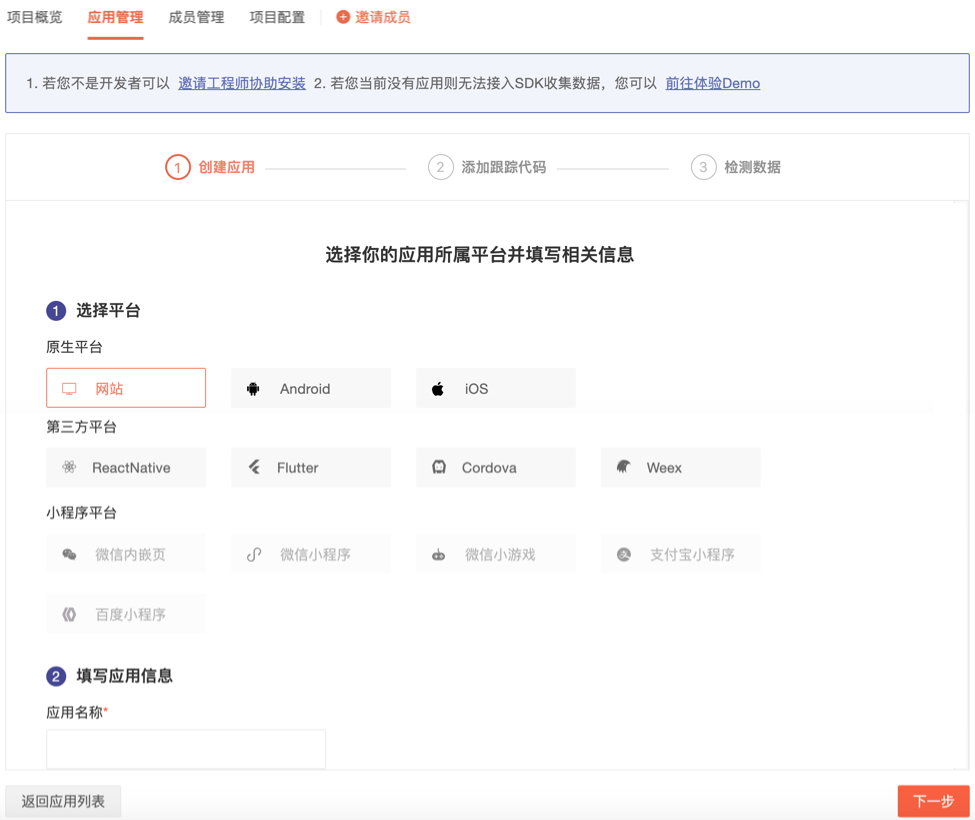 项目概览 应用管理 成员管理 项目配置 邀请成员
1. 若您不是开发者可以 邀请工程师协助安装 2. 若您当前没有应用则无法接入SDK收集数据，您可以 前往体验Demo
1 创建应用 2 添加跟踪代码 3 检测数据
选择你的应用所属平台并填写相关信息
1 选择平台
原生平台
网站 Android iOS
第三方平台
ReactNative Flutter Cordova Weex
小程序平台
微信内嵌页 微信小程序 微信小游戏 支付宝小程序
百度小程序
2 填写应用信息
应用名称*
返回应用列表 下一步